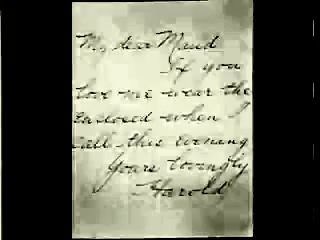 My dear Maud
If you
love me wear the
enclosed when I
call this evening
Yours lovingly
Harold